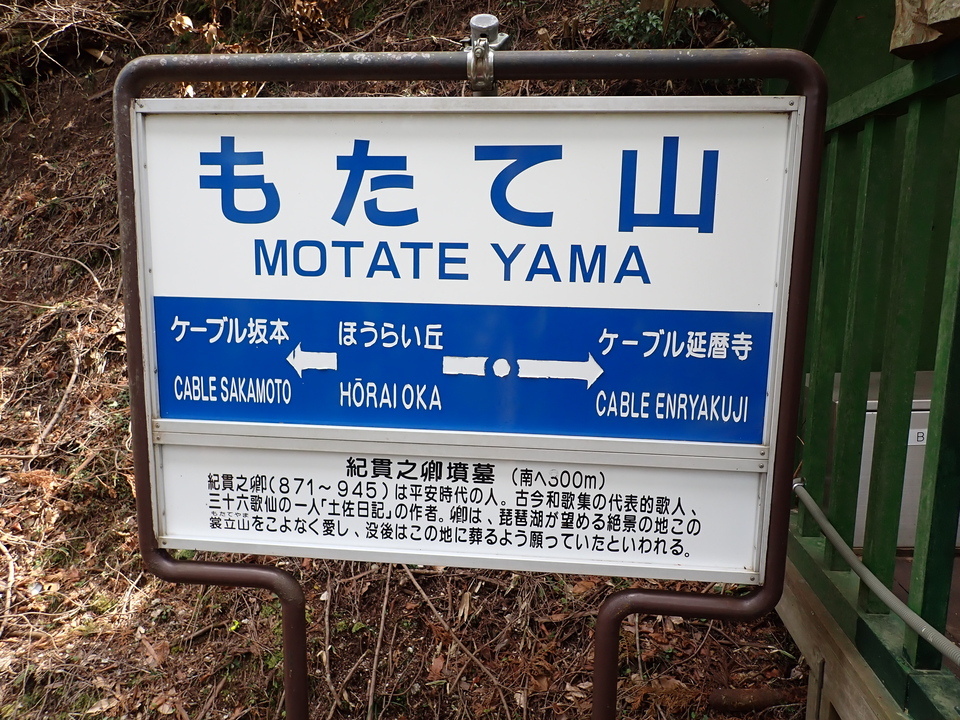 もたて山
MOTATE YAMA
ケーブル坂本 ほうらい丘 ケーブル延暦寺
CABLE SAKAMOTO HŌRAI OKA CABLE ENRYAKUJI
紀貫之卿墳墓 (南へ300m)
紀貫之卿(871〜945)は平安時代の人。古今和歌集の代表的歌人、
三十六歌仙の一人「土佐日記」の作者。卿は、琵琶湖が望める絶景の地この
もたてやま
裳立山をこよなく愛し、没後はこの地に葬るよう願っていたといわれる。
B